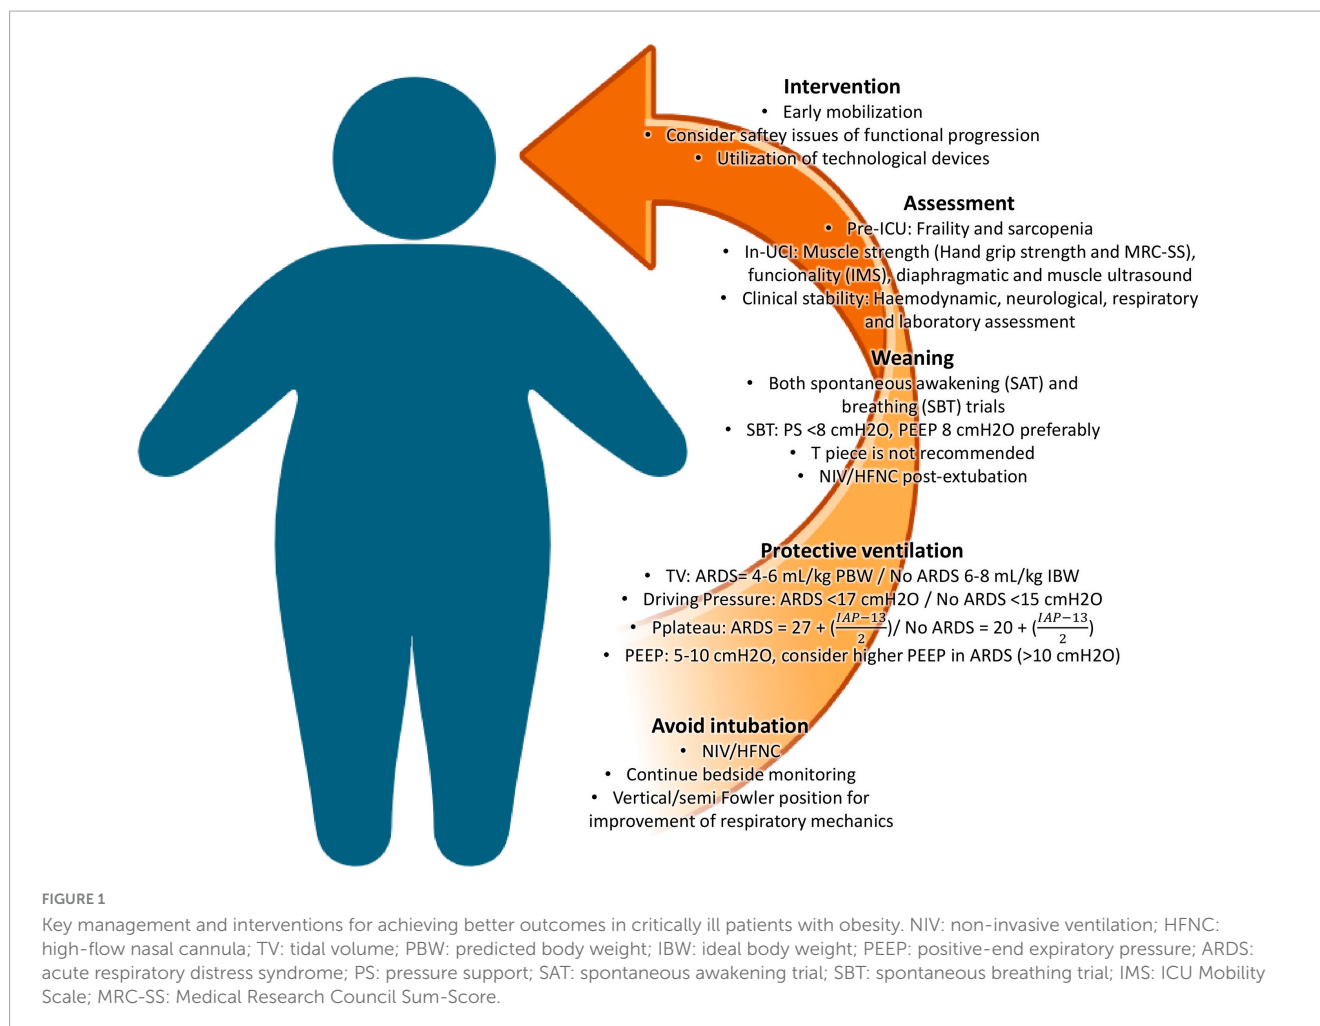 Intervention
• Early mobilization
• Consider saftey issues of functional progression
• Utilization of technological devices
Assessment
• Pre-ICU: Fraility and sarcopenia
• In-UCI: Muscle strength (Hand grip strength and MRC-SS),
funcionality (IMS), diaphragmatic and muscle ultrasound
• Clinical stability: Haemodynamic, neurological, respiratory
and laboratory assessment
Weaning
• Both spontaneous awakening (SAT) and
breathing (SBT) trials
• SBT: PS <8 cmH2O, PEEP 8 cmH2O preferably
• T piece is not recommended
• NIV/HFNC post-extubation
Protective ventilation
• TV: ARDS= 4-6 mL/kg PBW / No ARDS 6-8 mL/kg IBW
• Driving Pressure: ARDS <17 cmH2O / No ARDS <15 cmH2O
• Pplateau: ARDS = 27 + (IAP−13/2)/ No ARDS = 20 + (IAP−13/2)
• PEEP: 5-10 cmH2O, consider higher PEEP in ARDS (>10 cmH2O)
Avoid intubation
• NIV/HFNC
• Continue bedside monitoring
• Vertical/semi Fowler position for
improvement of respiratory mechanics
FIGURE 1
Key management and interventions for achieving better outcomes in critically ill patients with obesity. NIV: non-invasive ventilation; HFNC:
high-flow nasal cannula; TV: tidal volume; PBW: predicted body weight; IBW: ideal body weight; PEEP: positive-end expiratory pressure; ARDS:
acute respiratory distress syndrome; PS: pressure support; SAT: spontaneous awakening trial; SBT: spontaneous breathing trial; IMS: ICU Mobility
Scale; MRC-SS: Medical Research Council Sum-Score.